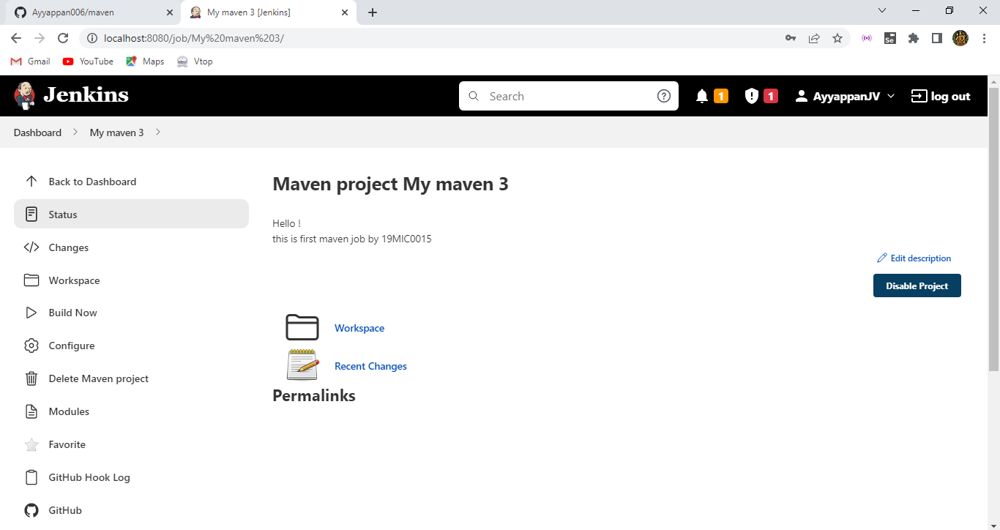 Ayyappan006/maven
My maven 3 [Jenkins]
localhost:8080/job/My%20maven%203/
Se
Gmail
YouTube
Maps
Vtop
Jenkins
Search
?
1
1
AyyappanJV
log out
Dashboard
My maven 3
Back to Dashboard
Status
Changes
Workspace
Build Now
Configure
Delete Maven project
Modules
Favorite
GitHub Hook Log
GitHub
Maven project My maven 3
Hello !
this is first maven job by 19MIC0015
Edit description
Disable Project
Workspace
Recent Changes
Permalinks